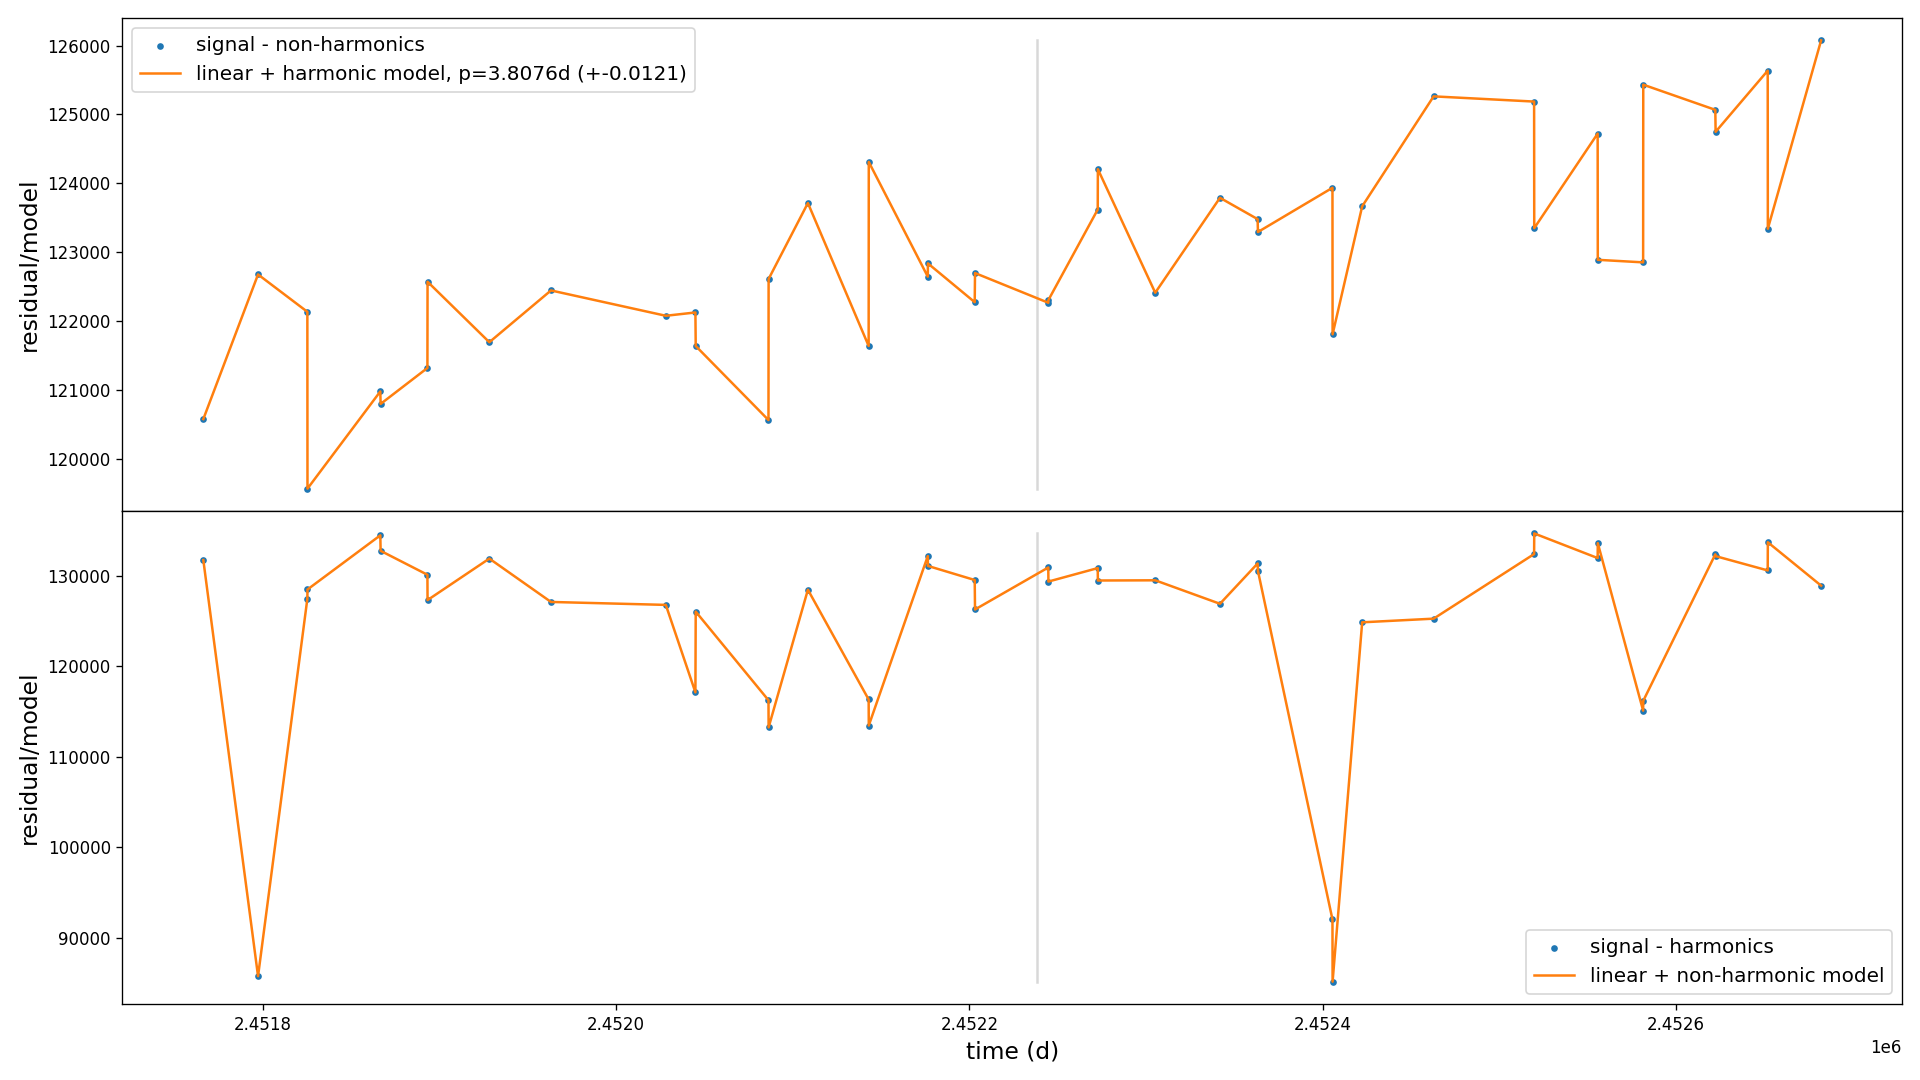 126000
125000
124000
123000
122000
121000
120000
residual/model
signal - non-harmonics
linear + harmonic model, p=3.8076d (+-0.0121)
130000
120000
110000
100000
90000
residual/model
signal - harmonics
linear + non-harmonic model
2.4518 2.4520 2.4522 2.4524 2.4526
1e6
time (d)